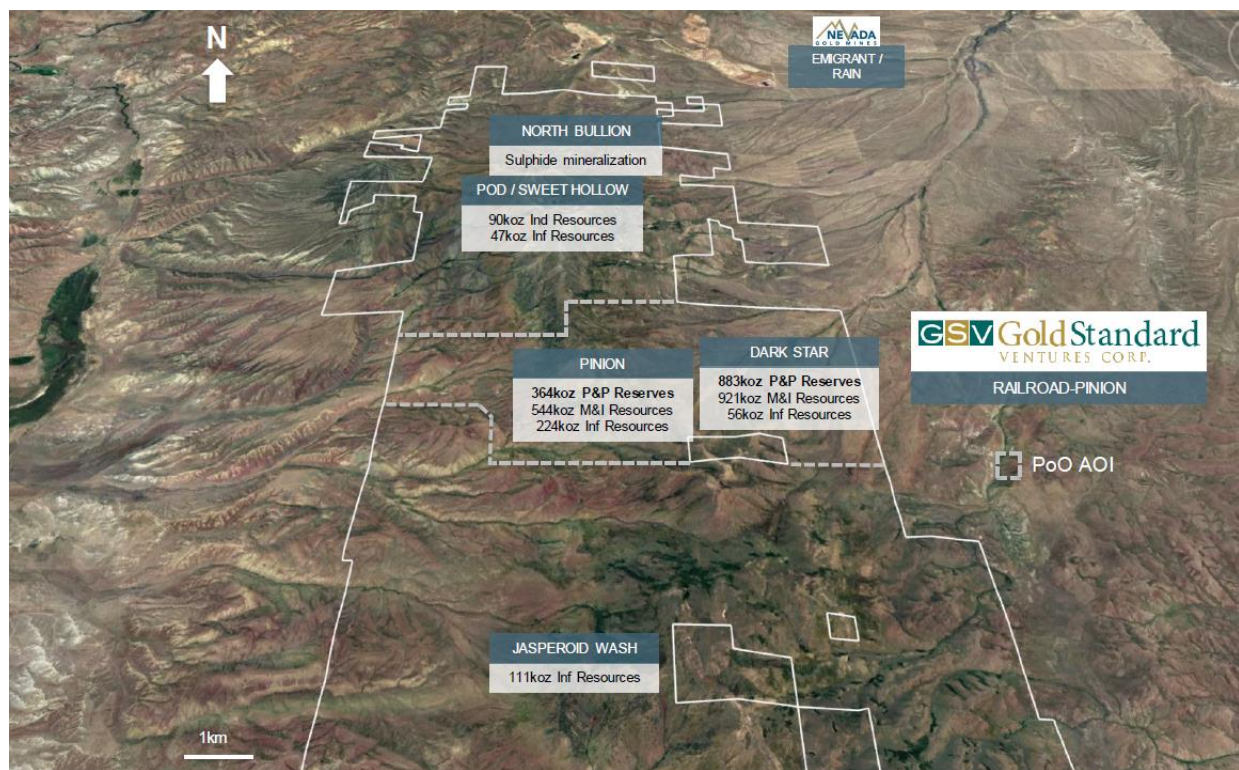 N
NEVADA
GOLD MINES
EMIGRANT /
RAIN
NORTH BULLION
Sulphide mineralization
POD / SWEET HOLLOW
90koz Ind Resources
47koz Inf Resources
GSV GoldStandard
VENTURES CORP.
RAILROAD-PINION
PINION
364koz P&P Reserves
544koz M&I Resources
224koz Inf Resources
DARK STAR
883koz P&P Reserves
921koz M&I Resources
56koz Inf Resources
PoO AOI
JASPEROID WASH
111koz Inf Resources
1km